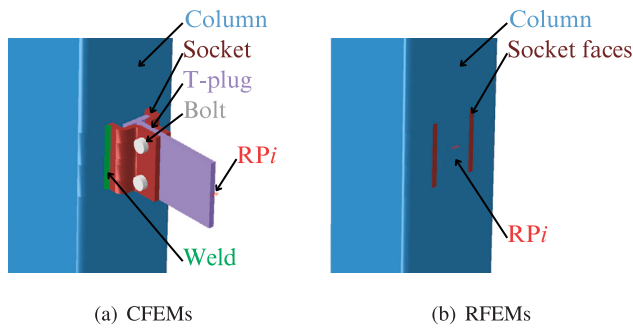 Column
Socket
T-plug
Bolt
RPi
Weld
(a) CFEMs
Column
Socket faces
RPi
(b) RFEMs